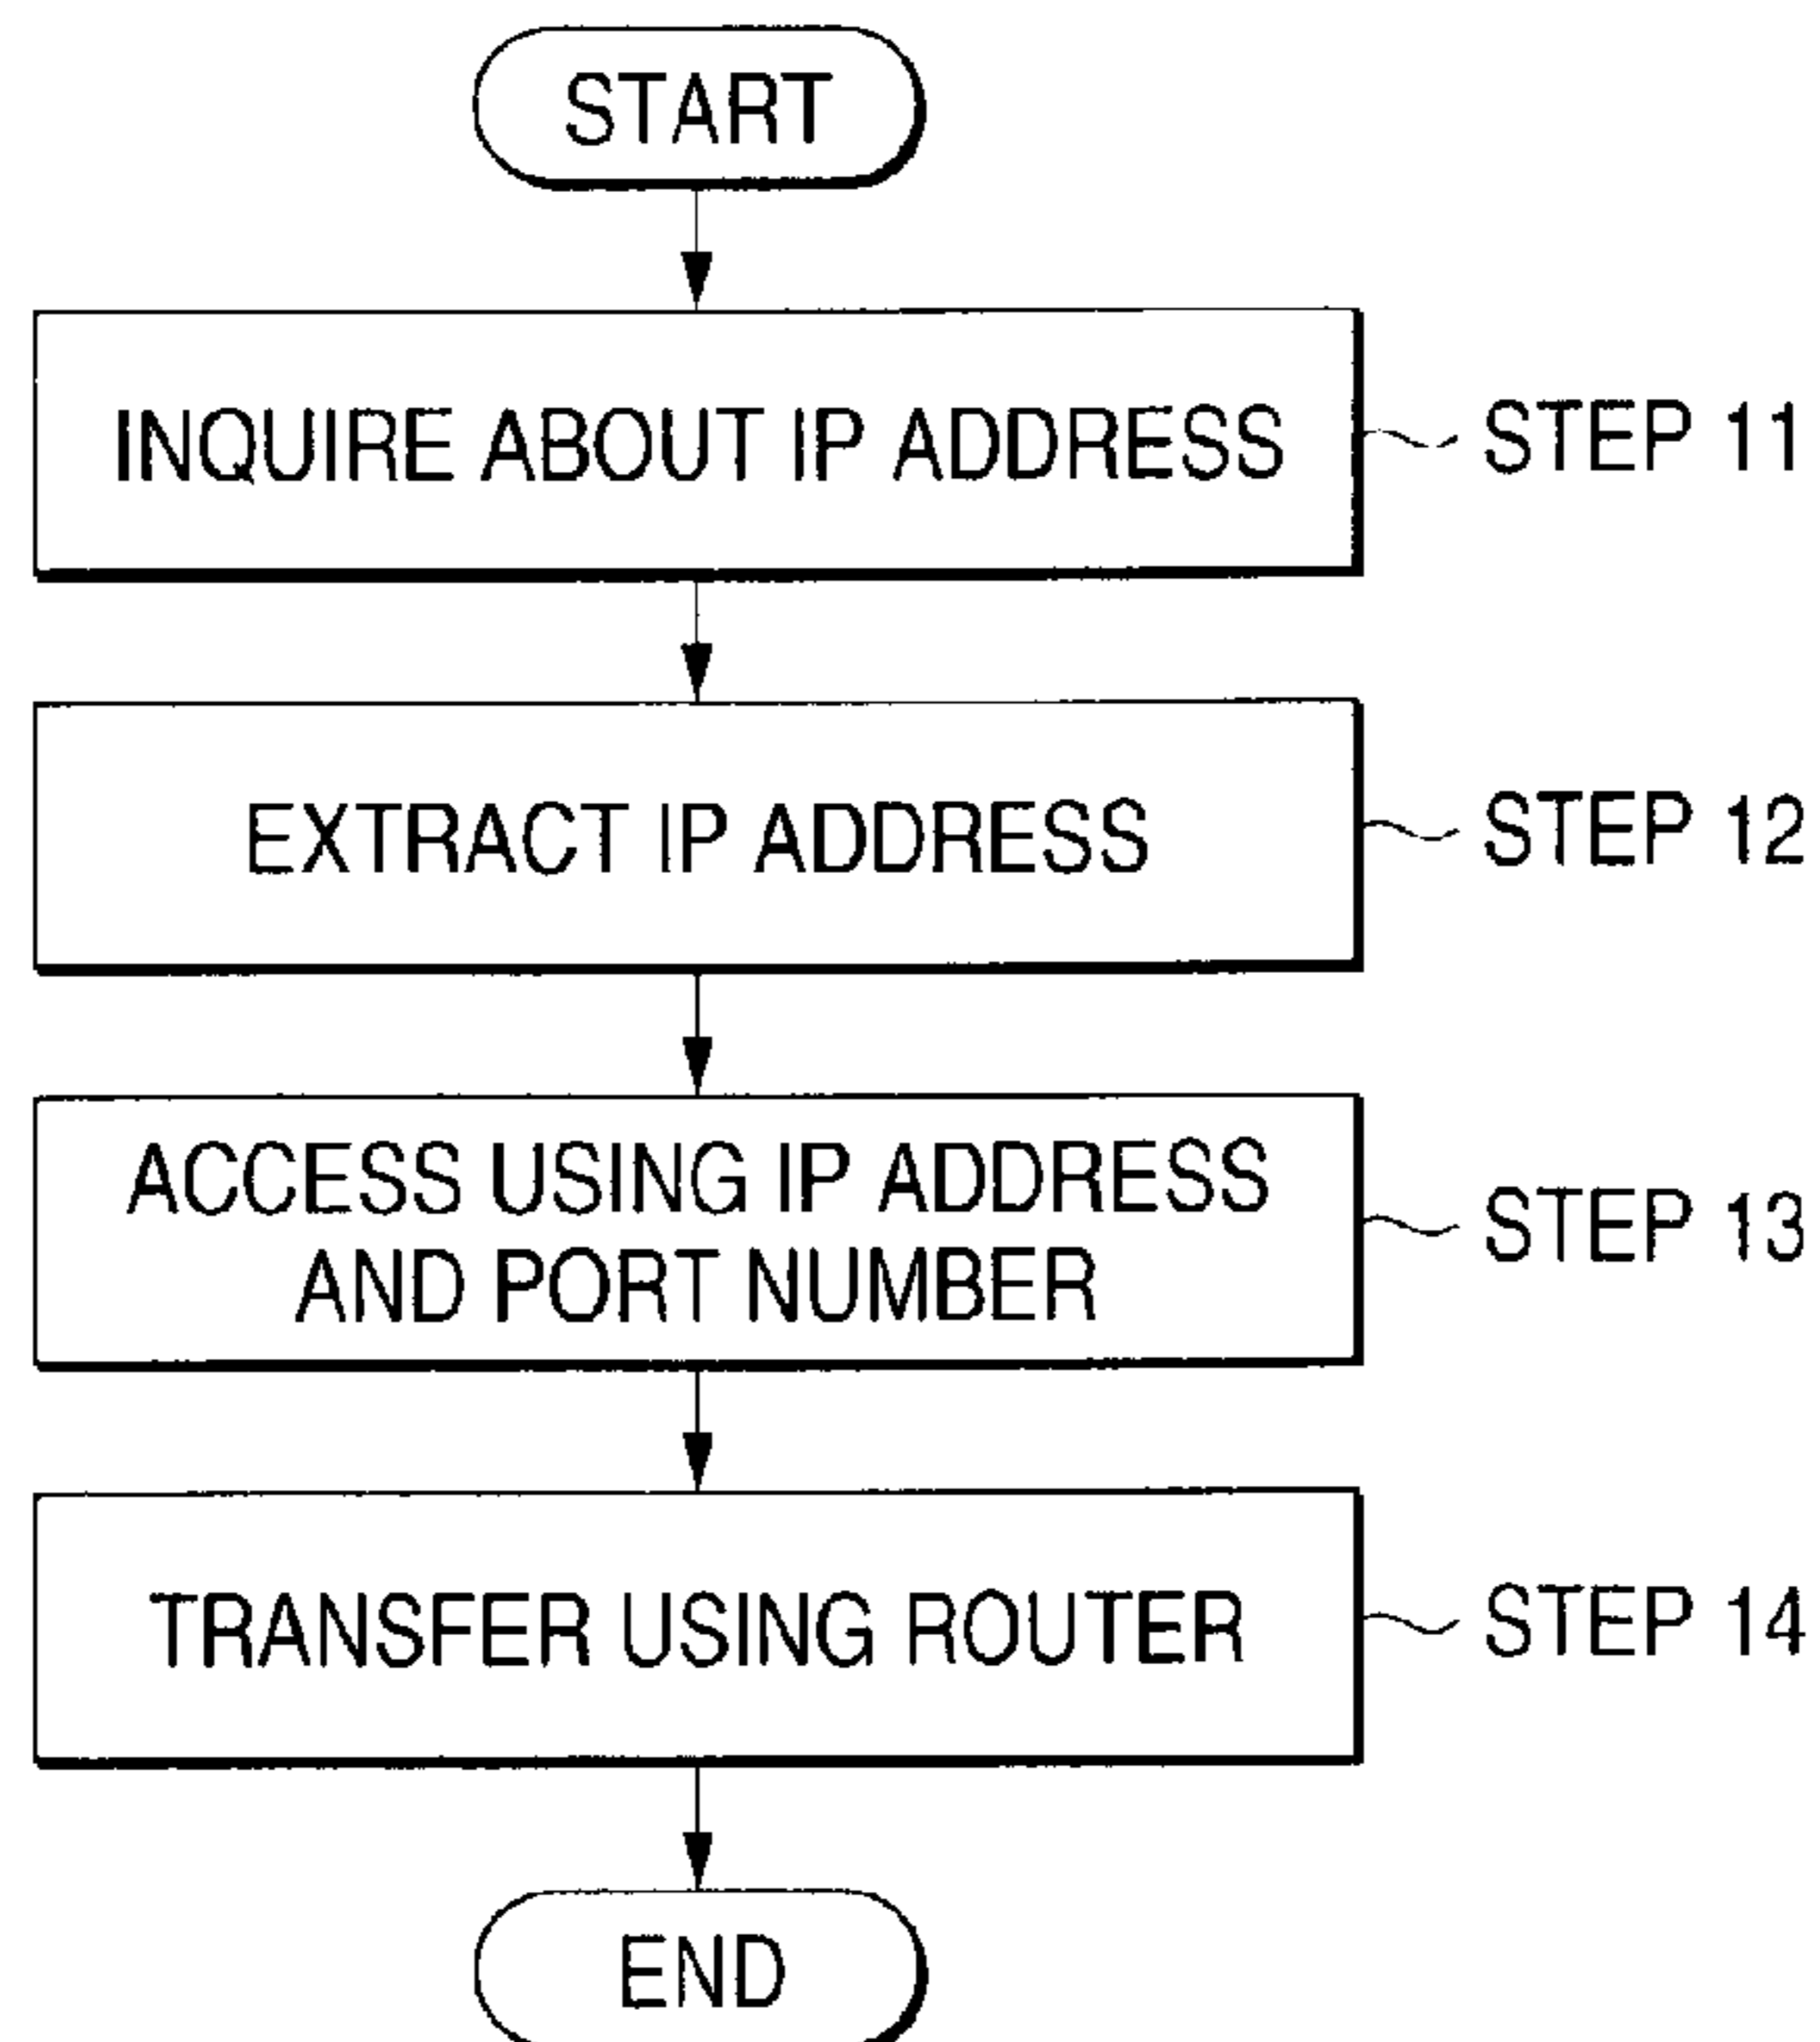 START
INQUIRE ABOUT IP ADDRESS
STEP 11
EXTRACT IP ADDRESS
STEP 12
ACCESS USING IP ADDRESS
AND PORT NUMBER
STEP 13
TRANSFER USING ROUTER
STEP 14
END